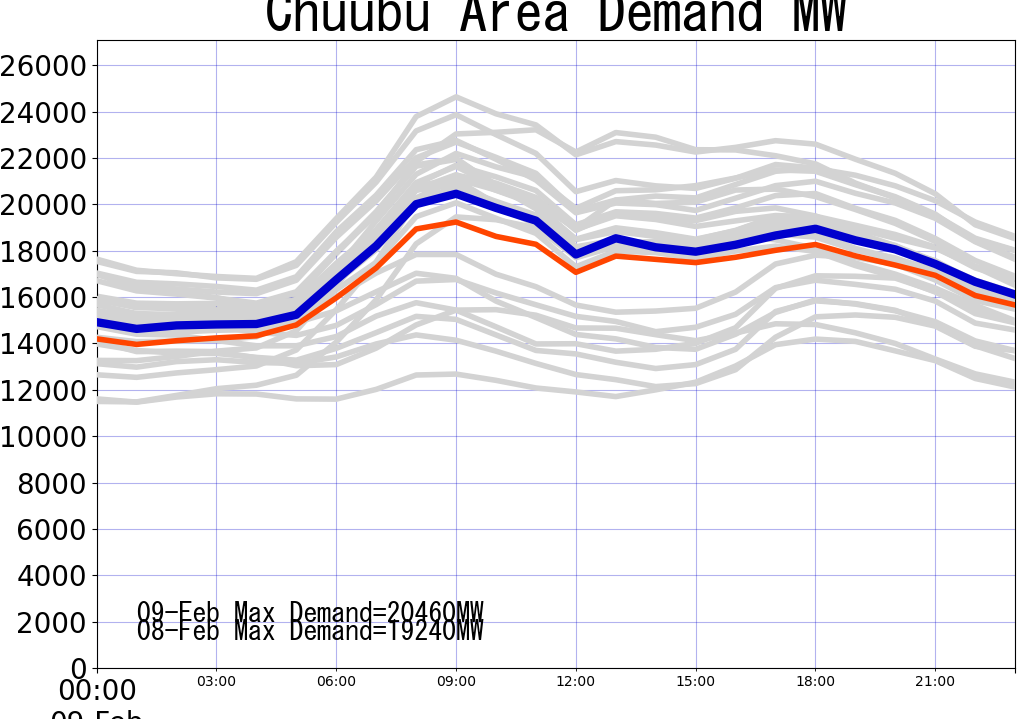 Chuubu Area Demand MW
26000
24000
22000
20000
18000
16000
14000
12000
10000
8000
6000
4000
2000
0
09-Feb Max Demand=20460MW
08-Feb Max Demand=19240MW
00:00 03:00 06:00 09:00 12:00 15:00 18:00 21:00
09-Feb